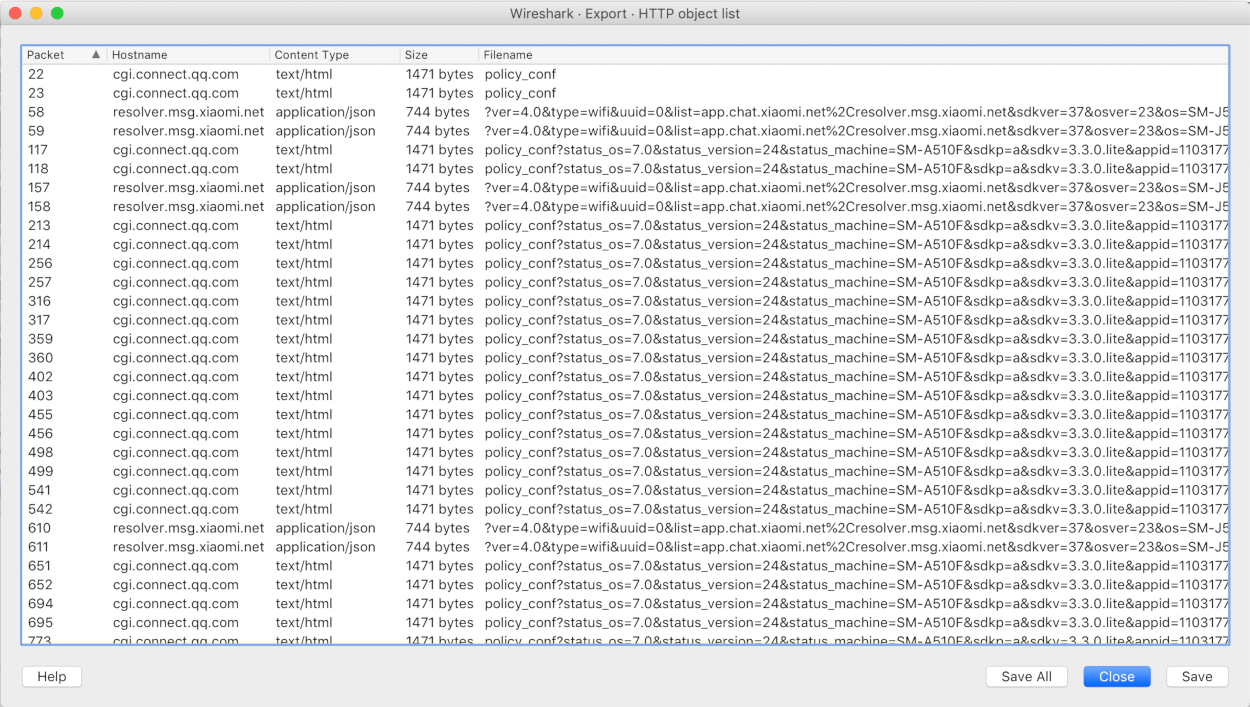 Wireshark · Export · HTTP object list
Packet ▲ Hostname Content Type Size Filename
22 cgi.connect.qq.com text/html 1471 bytes policy_conf
23 cgi.connect.qq.com text/html 1471 bytes policy_conf
58 resolver.msg.xiaomi.net application/json 744 bytes ?ver=4.0&type=wifi&uuid=0&list=app.chat.xiaomi.net%2Cresolver.msg.xiaomi.net&sdkver=37&osver=23&os=SM-J5
59 resolver.msg.xiaomi.net application/json 744 bytes ?ver=4.0&type=wifi&uuid=0&list=app.chat.xiaomi.net%2Cresolver.msg.xiaomi.net&sdkver=37&osver=23&os=SM-J5
117 cgi.connect.qq.com text/html 1471 bytes policy_conf?status_os=7.0&status_version=24&status_machine=SM-A510F&sdkp=a&sdkv=3.3.0.lite&appid=1103177
118 cgi.connect.qq.com text/html 1471 bytes policy_conf?status_os=7.0&status_version=24&status_machine=SM-A510F&sdkp=a&sdkv=3.3.0.lite&appid=1103177
157 resolver.msg.xiaomi.net application/json 744 bytes ?ver=4.0&type=wifi&uuid=0&list=app.chat.xiaomi.net%2Cresolver.msg.xiaomi.net&sdkver=37&osver=23&os=SM-J5
158 resolver.msg.xiaomi.net application/json 744 bytes ?ver=4.0&type=wifi&uuid=0&list=app.chat.xiaomi.net%2Cresolver.msg.xiaomi.net&sdkver=37&osver=23&os=SM-J5
213 cgi.connect.qq.com text/html 1471 bytes policy_conf?status_os=7.0&status_version=24&status_machine=SM-A510F&sdkp=a&sdkv=3.3.0.lite&appid=1103177
214 cgi.connect.qq.com text/html 1471 bytes policy_conf?status_os=7.0&status_version=24&status_machine=SM-A510F&sdkp=a&sdkv=3.3.0.lite&appid=1103177
256 cgi.connect.qq.com text/html 1471 bytes policy_conf?status_os=7.0&status_version=24&status_machine=SM-A510F&sdkp=a&sdkv=3.3.0.lite&appid=1103177
257 cgi.connect.qq.com text/html 1471 bytes policy_conf?status_os=7.0&status_version=24&status_machine=SM-A510F&sdkp=a&sdkv=3.3.0.lite&appid=1103177
316 cgi.connect.qq.com text/html 1471 bytes policy_conf?status_os=7.0&status_version=24&status_machine=SM-A510F&sdkp=a&sdkv=3.3.0.lite&appid=1103177
317 cgi.connect.qq.com text/html 1471 bytes policy_conf?status_os=7.0&status_version=24&status_machine=SM-A510F&sdkp=a&sdkv=3.3.0.lite&appid=1103177
359 cgi.connect.qq.com text/html 1471 bytes policy_conf?status_os=7.0&status_version=24&status_machine=SM-A510F&sdkp=a&sdkv=3.3.0.lite&appid=1103177
360 cgi.connect.qq.com text/html 1471 bytes policy_conf?status_os=7.0&status_version=24&status_machine=SM-A510F&sdkp=a&sdkv=3.3.0.lite&appid=1103177
402 cgi.connect.qq.com text/html 1471 bytes policy_conf?status_os=7.0&status_version=24&status_machine=SM-A510F&sdkp=a&sdkv=3.3.0.lite&appid=1103177
403 cgi.connect.qq.com text/html 1471 bytes policy_conf?status_os=7.0&status_version=24&status_machine=SM-A510F&sdkp=a&sdkv=3.3.0.lite&appid=1103177
455 cgi.connect.qq.com text/html 1471 bytes policy_conf?status_os=7.0&status_version=24&status_machine=SM-A510F&sdkp=a&sdkv=3.3.0.lite&appid=1103177
456 cgi.connect.qq.com text/html 1471 bytes policy_conf?status_os=7.0&status_version=24&status_machine=SM-A510F&sdkp=a&sdkv=3.3.0.lite&appid=1103177
498 cgi.connect.qq.com text/html 1471 bytes policy_conf?status_os=7.0&status_version=24&status_machine=SM-A510F&sdkp=a&sdkv=3.3.0.lite&appid=1103177
499 cgi.connect.qq.com text/html 1471 bytes policy_conf?status_os=7.0&status_version=24&status_machine=SM-A510F&sdkp=a&sdkv=3.3.0.lite&appid=1103177
541 cgi.connect.qq.com text/html 1471 bytes policy_conf?status_os=7.0&status_version=24&status_machine=SM-A510F&sdkp=a&sdkv=3.3.0.lite&appid=1103177
542 cgi.connect.qq.com text/html 1471 bytes policy_conf?status_os=7.0&status_version=24&status_machine=SM-A510F&sdkp=a&sdkv=3.3.0.lite&appid=1103177
610 resolver.msg.xiaomi.net application/json 744 bytes ?ver=4.0&type=wifi&uuid=0&list=app.chat.xiaomi.net%2Cresolver.msg.xiaomi.net&sdkver=37&osver=23&os=SM-J5
611 resolver.msg.xiaomi.net application/json 744 bytes ?ver=4.0&type=wifi&uuid=0&list=app.chat.xiaomi.net%2Cresolver.msg.xiaomi.net&sdkver=37&osver=23&os=SM-J5
651 cgi.connect.qq.com text/html 1471 bytes policy_conf?status_os=7.0&status_version=24&status_machine=SM-A510F&sdkp=a&sdkv=3.3.0.lite&appid=1103177
652 cgi.connect.qq.com text/html 1471 bytes policy_conf?status_os=7.0&status_version=24&status_machine=SM-A510F&sdkp=a&sdkv=3.3.0.lite&appid=1103177
694 cgi.connect.qq.com text/html 1471 bytes policy_conf?status_os=7.0&status_version=24&status_machine=SM-A510F&sdkp=a&sdkv=3.3.0.lite&appid=1103177
695 cgi.connect.qq.com text/html 1471 bytes policy_conf?status_os=7.0&status_version=24&status_machine=SM-A510F&sdkp=a&sdkv=3.3.0.lite&appid=1103177
773 cgi.connect.qq.com text/html 1471 bytes policy_conf?status_os=7.0&status_version=24&status_machine=SM-A510F&sdkp=a&sdkv=3.3.0.lite&appid=1103177
Help Save All Close Save